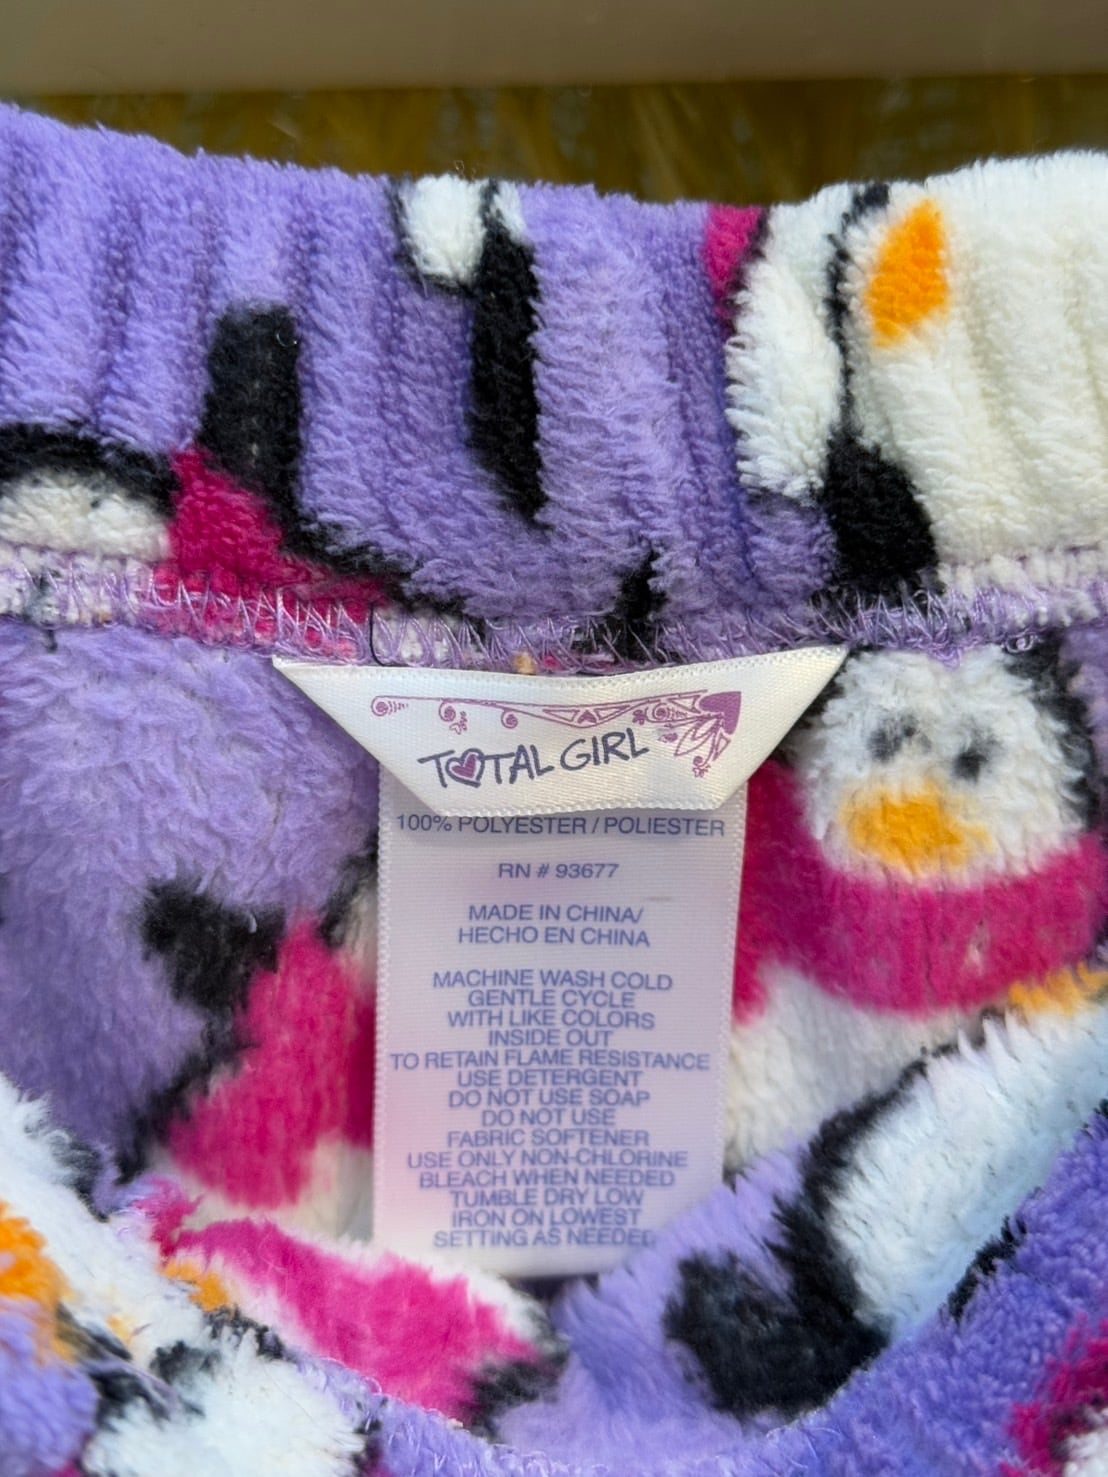 TOTAL GIRL
100% POLYESTER / POLIESTER
RN # 93677
MADE IN CHINA/
HECHO EN CHINA
MACHINE WASH COLD
GENTLE CYCLE
WITH LIKE COLORS
INSIDE OUT
TO RETAIN FLAME RESISTANCE
USE DETERGENT
DO NOT USE SOAP
DO NOT USE
FABRIC SOFTENER
USE ONLY NON-CHLORINE
BLEACH WHEN NEEDED
TUMBLE DRY LOW
IRON ON LOWEST
SETTING AS NEEDED